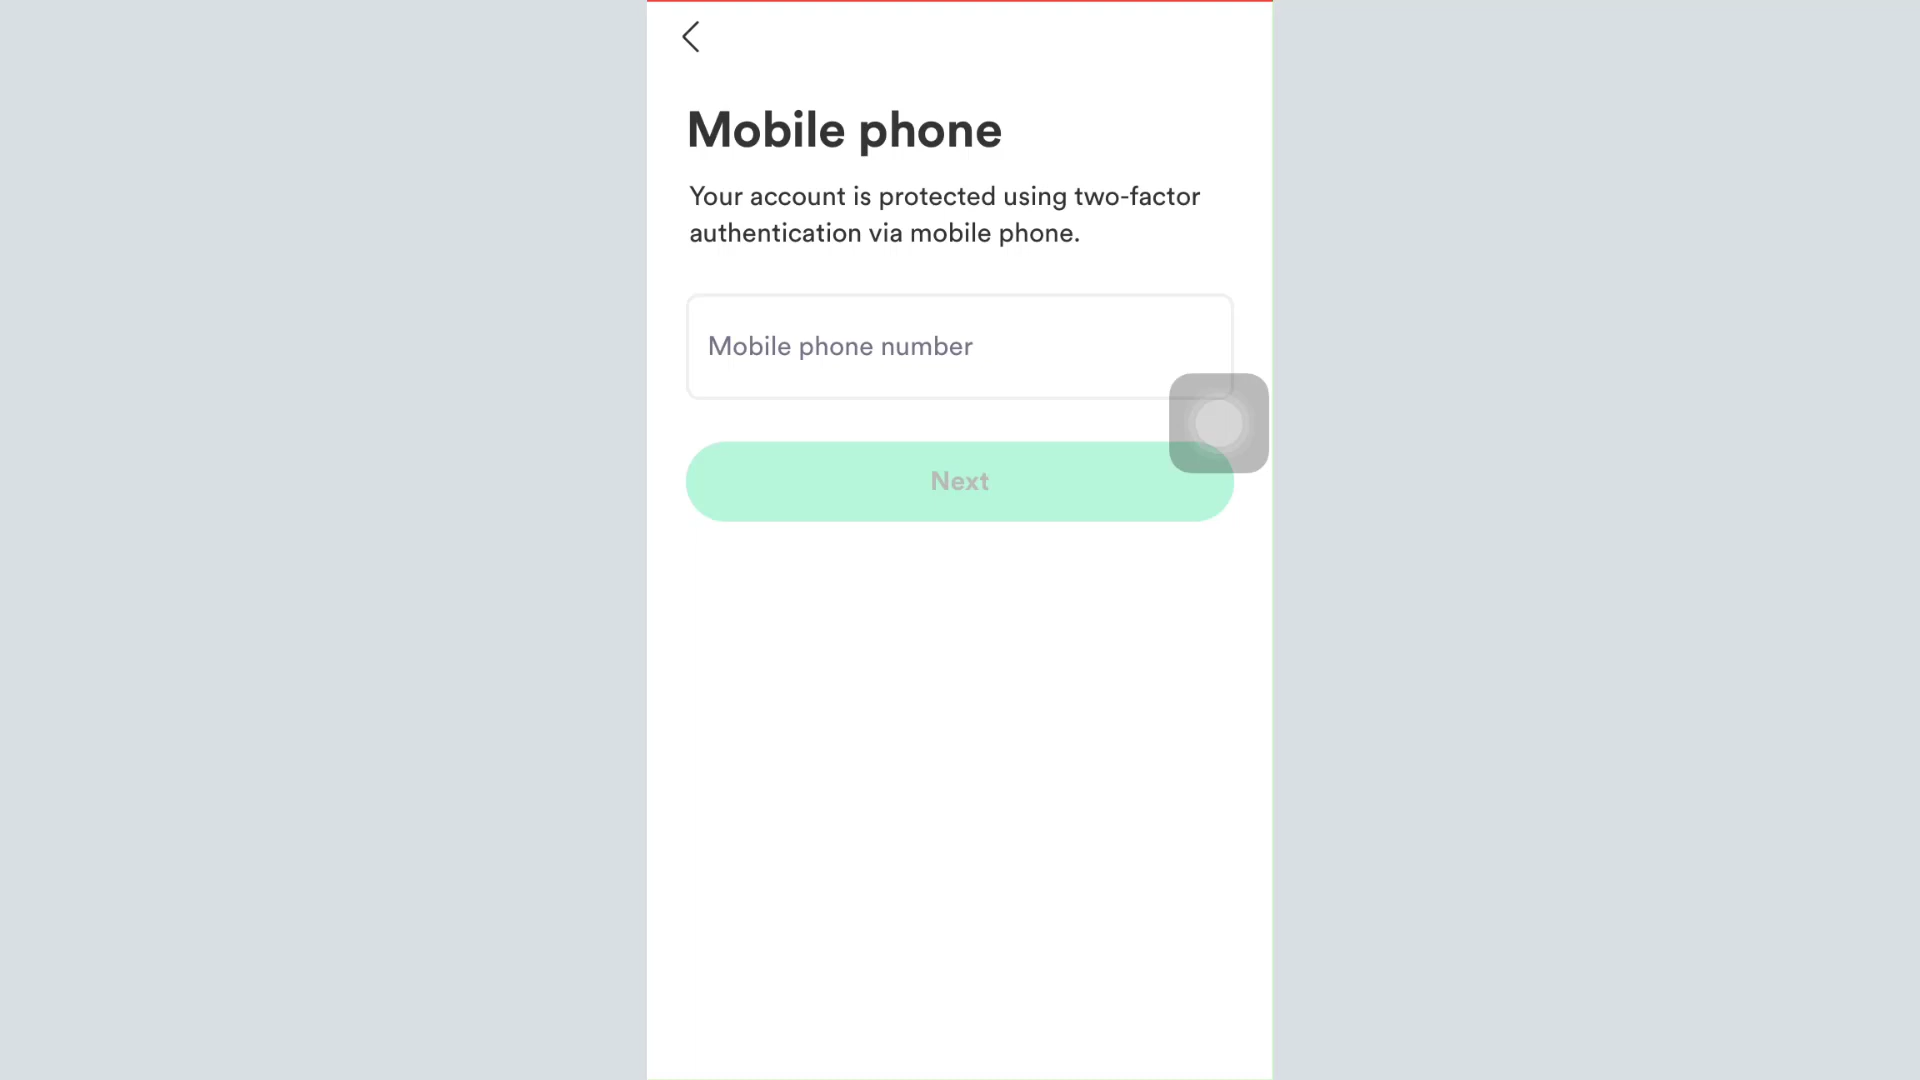 Mobile phone
Your account is protected using two-factor
authentication via mobile phone.
Mobile phone number
Next